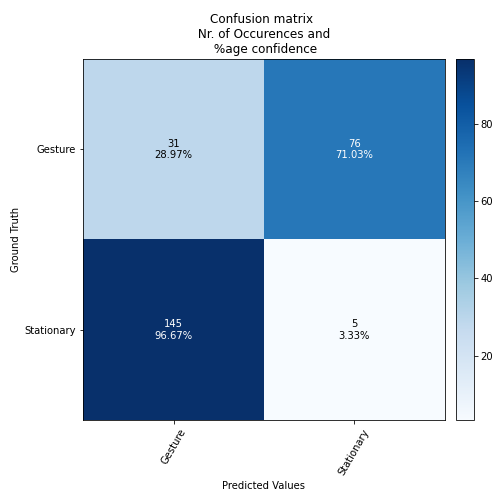 Confusion matrix
Nr. of Occurences and
%age confidence
Gesture
31
28.97%
76
71.03%
Stationary
145
96.67%
5
3.33%
Ground Truth
Gesture
Stationary
Predicted Values
80
60
40
20